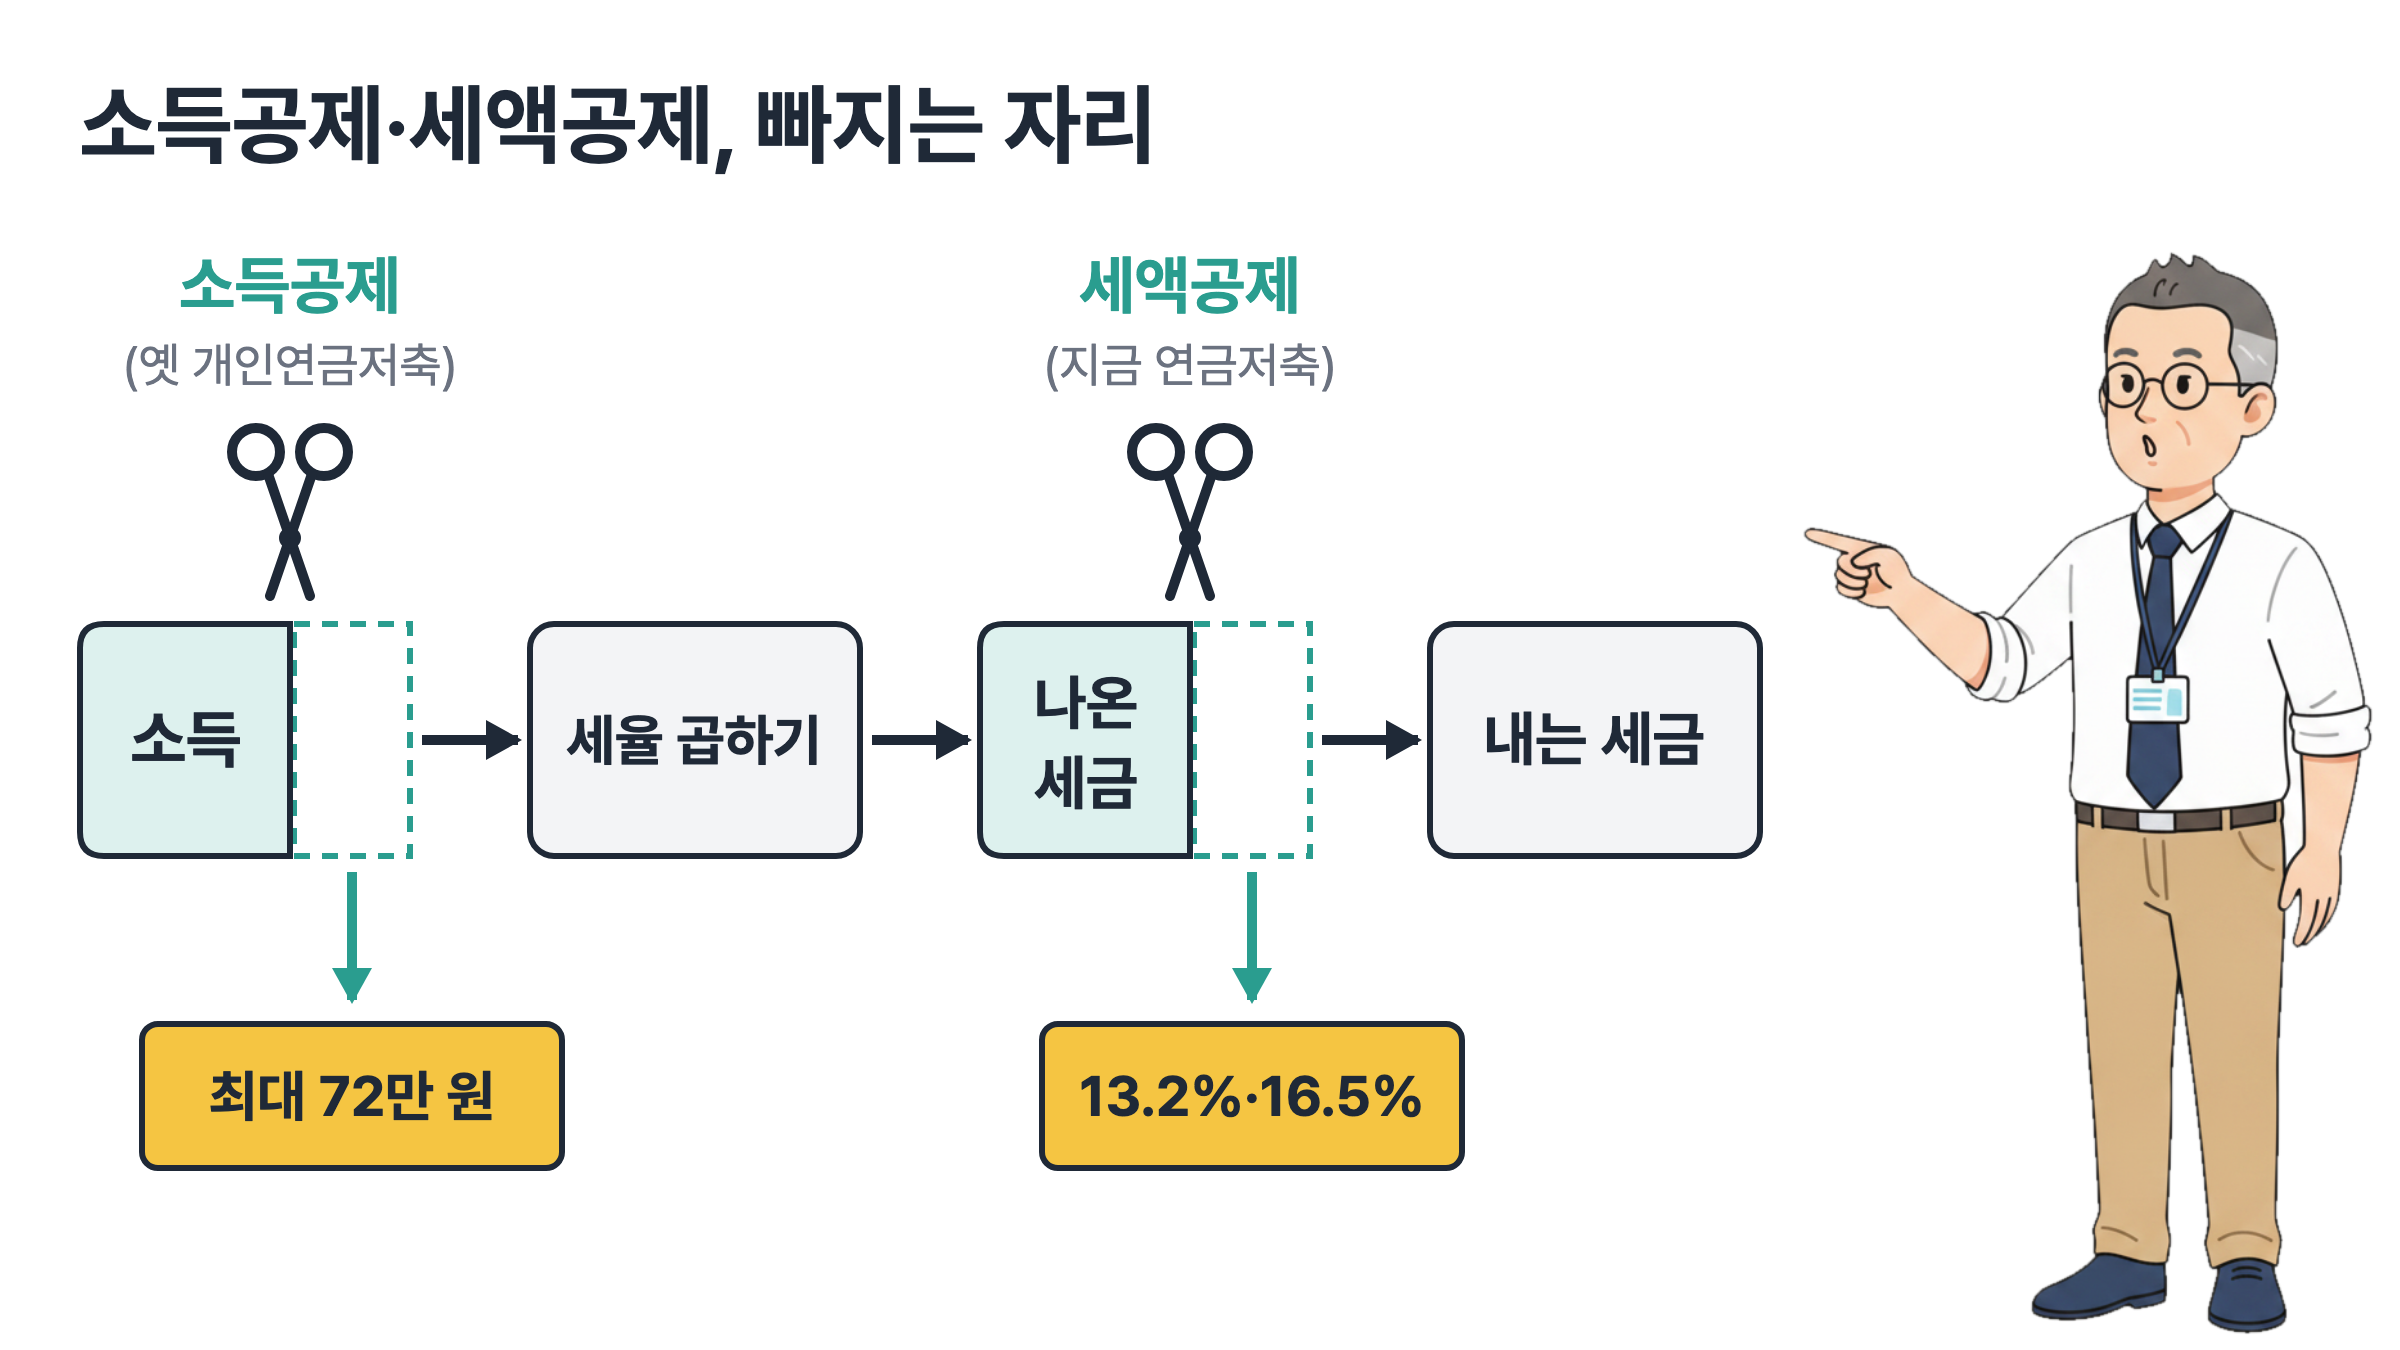 소득공제·세액공제, 빠지는 자리
소득공제
(옛 개인연금저축)
세액공제
(지금 연금저축)
소득
세율 곱하기
나온
세금
내는 세금
최대 72만 원
13.2%·16.5%